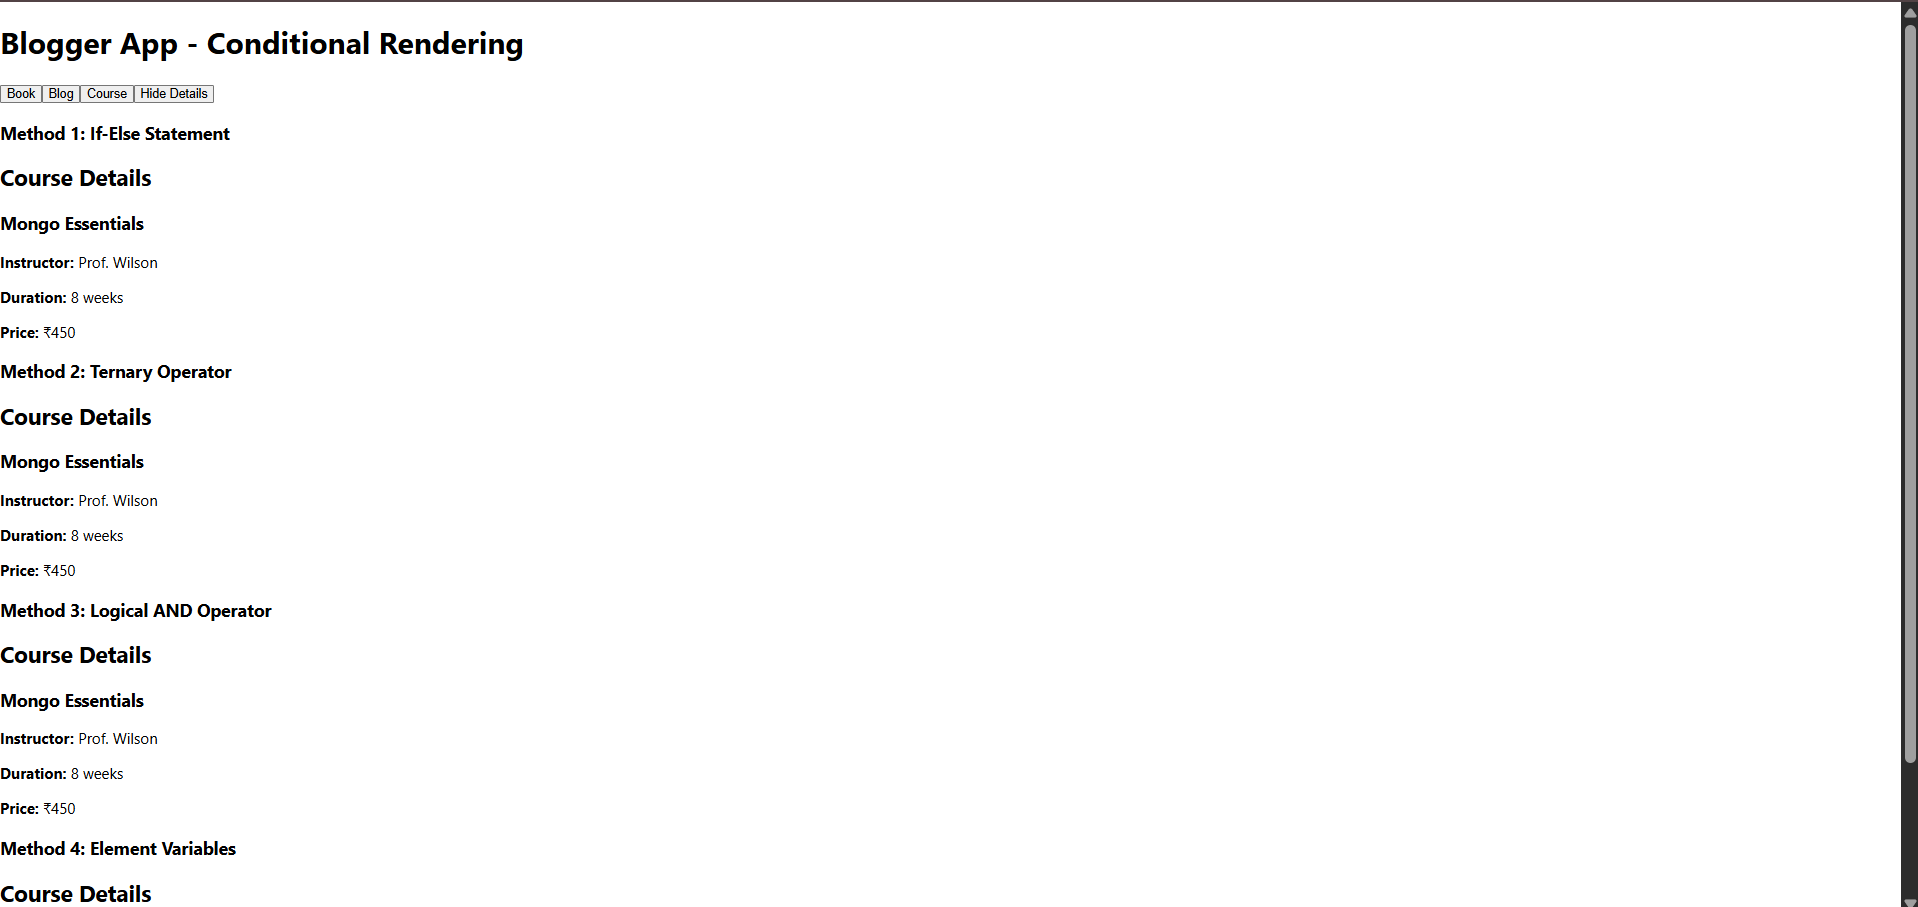 Blogger App - Conditional Rendering
Book Blog Course Hide Details
Method 1: If-Else Statement
Course Details
Mongo Essentials
Instructor: Prof. Wilson
Duration: 8 weeks
Price: ₹450
Method 2: Ternary Operator
Course Details
Mongo Essentials
Instructor: Prof. Wilson
Duration: 8 weeks
Price: ₹450
Method 3: Logical AND Operator
Course Details
Mongo Essentials
Instructor: Prof. Wilson
Duration: 8 weeks
Price: ₹450
Method 4: Element Variables
Course Details